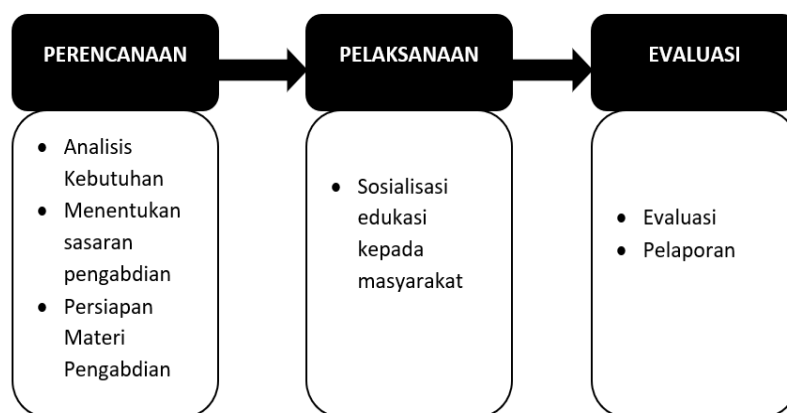 PERENCANAAN
• Analisis
Kebutuhan
• Menentukan
sasaran
pengabdian
• Persiapan
Materi
Pengabdian
PELAKSANAAN
• Sosialisasi
edukasi
kepada
masyarakat
EVALUASI
• Evaluasi
• Pelaporan